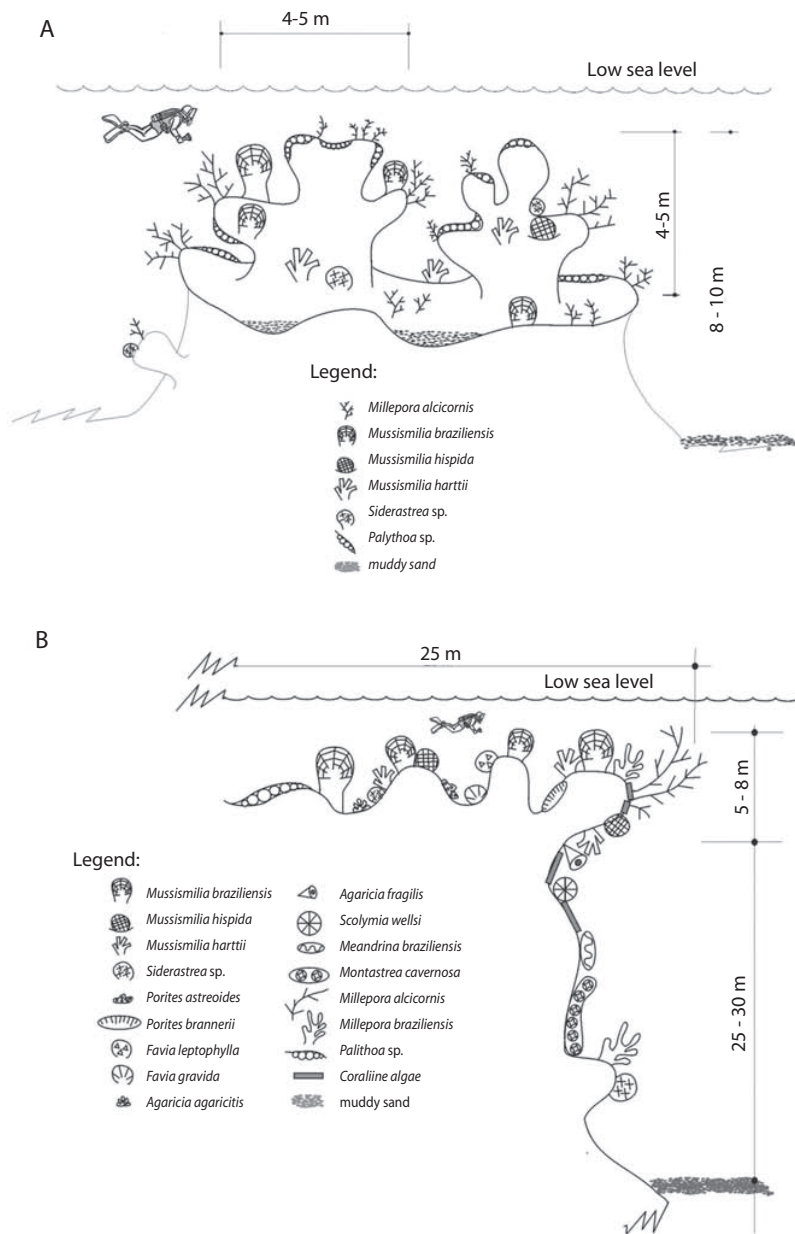 A
4-5 m
Low sea level
4-5 m
8 - 10 m
Legend:
Millepora alcicornis
Mussismilia braziliensis
Mussismilia hispida
Mussismilia harttii
Siderastrea sp.
Palythoa sp.
muddy sand
B
25 m
Low sea level
5 - 8 m
25 - 30 m
Legend:
Mussismilia braziliensis
Mussismilia hispida
Mussismilia harttii
Siderastrea sp.
Porites astreoides
Porites brannerii
Favia leptophylla
Favia gravida
Agaricia agaricitis
Agaricia fragilis
Scolymia wellsi
Meandrina braziliensis
Montastrea cavernosa
Millepora alcicornis
Millepora braziliensis
Palithoa sp.
Coraliine algae
muddy sand